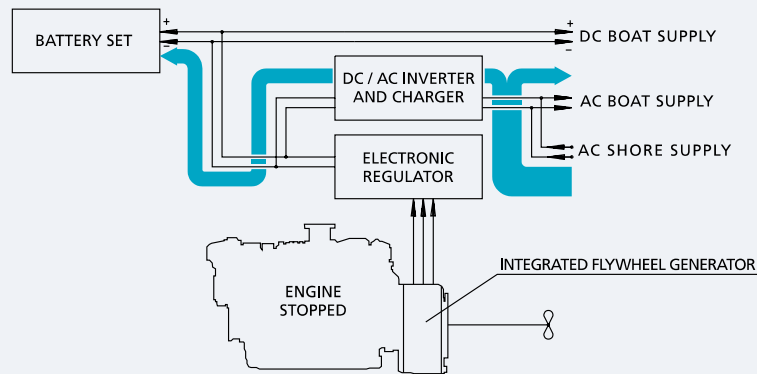 BATTERY SET
+
−
+
−
DC BOAT SUPPLY
DC / AC INVERTER
AND CHARGER
AC BOAT SUPPLY
AC SHORE SUPPLY
ELECTRONIC
REGULATOR
INTEGRATED FLYWHEEL GENERATOR
ENGINE
STOPPED